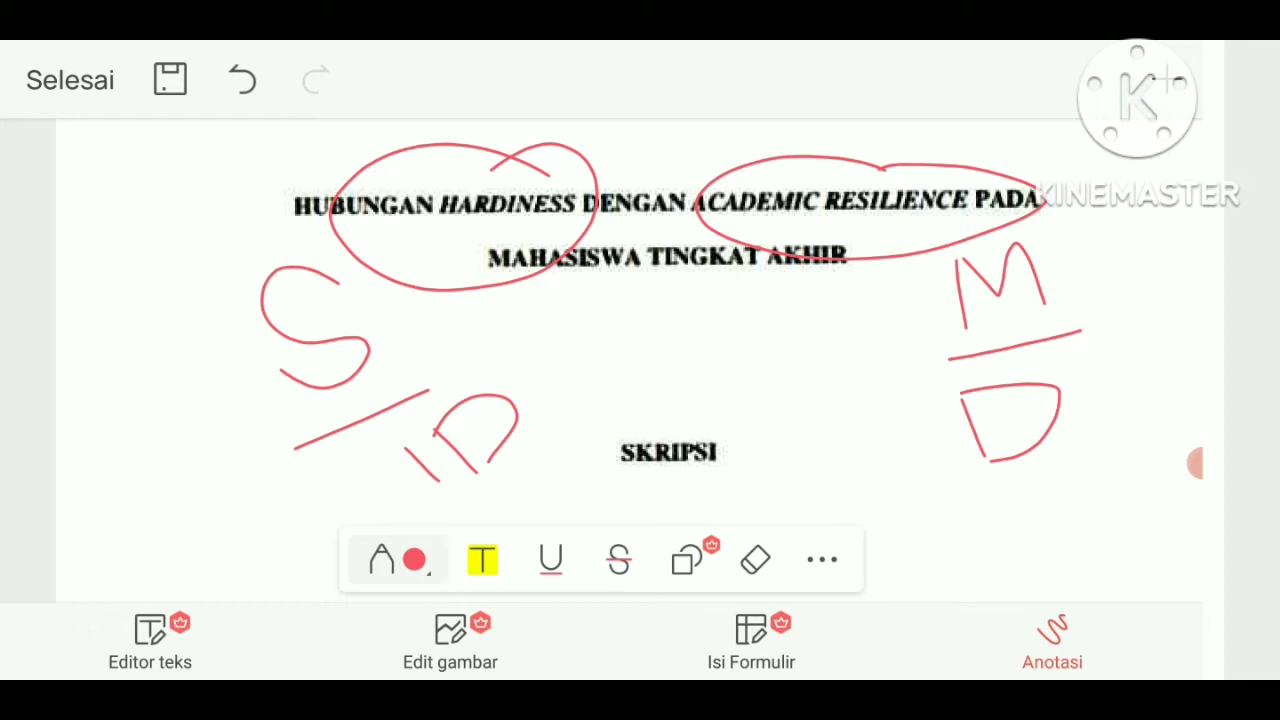 Selesai
K
KINEMASTER
HUBUNGAN HARDINESS DENGAN ACADEMIC RESILIENCE PADA
MAHASISWA TINGKAT AKHIR
S
M
D
ID
SKRIPSI
T U S
Editor teks
Edit gambar
Isi Formulir
Anotasi